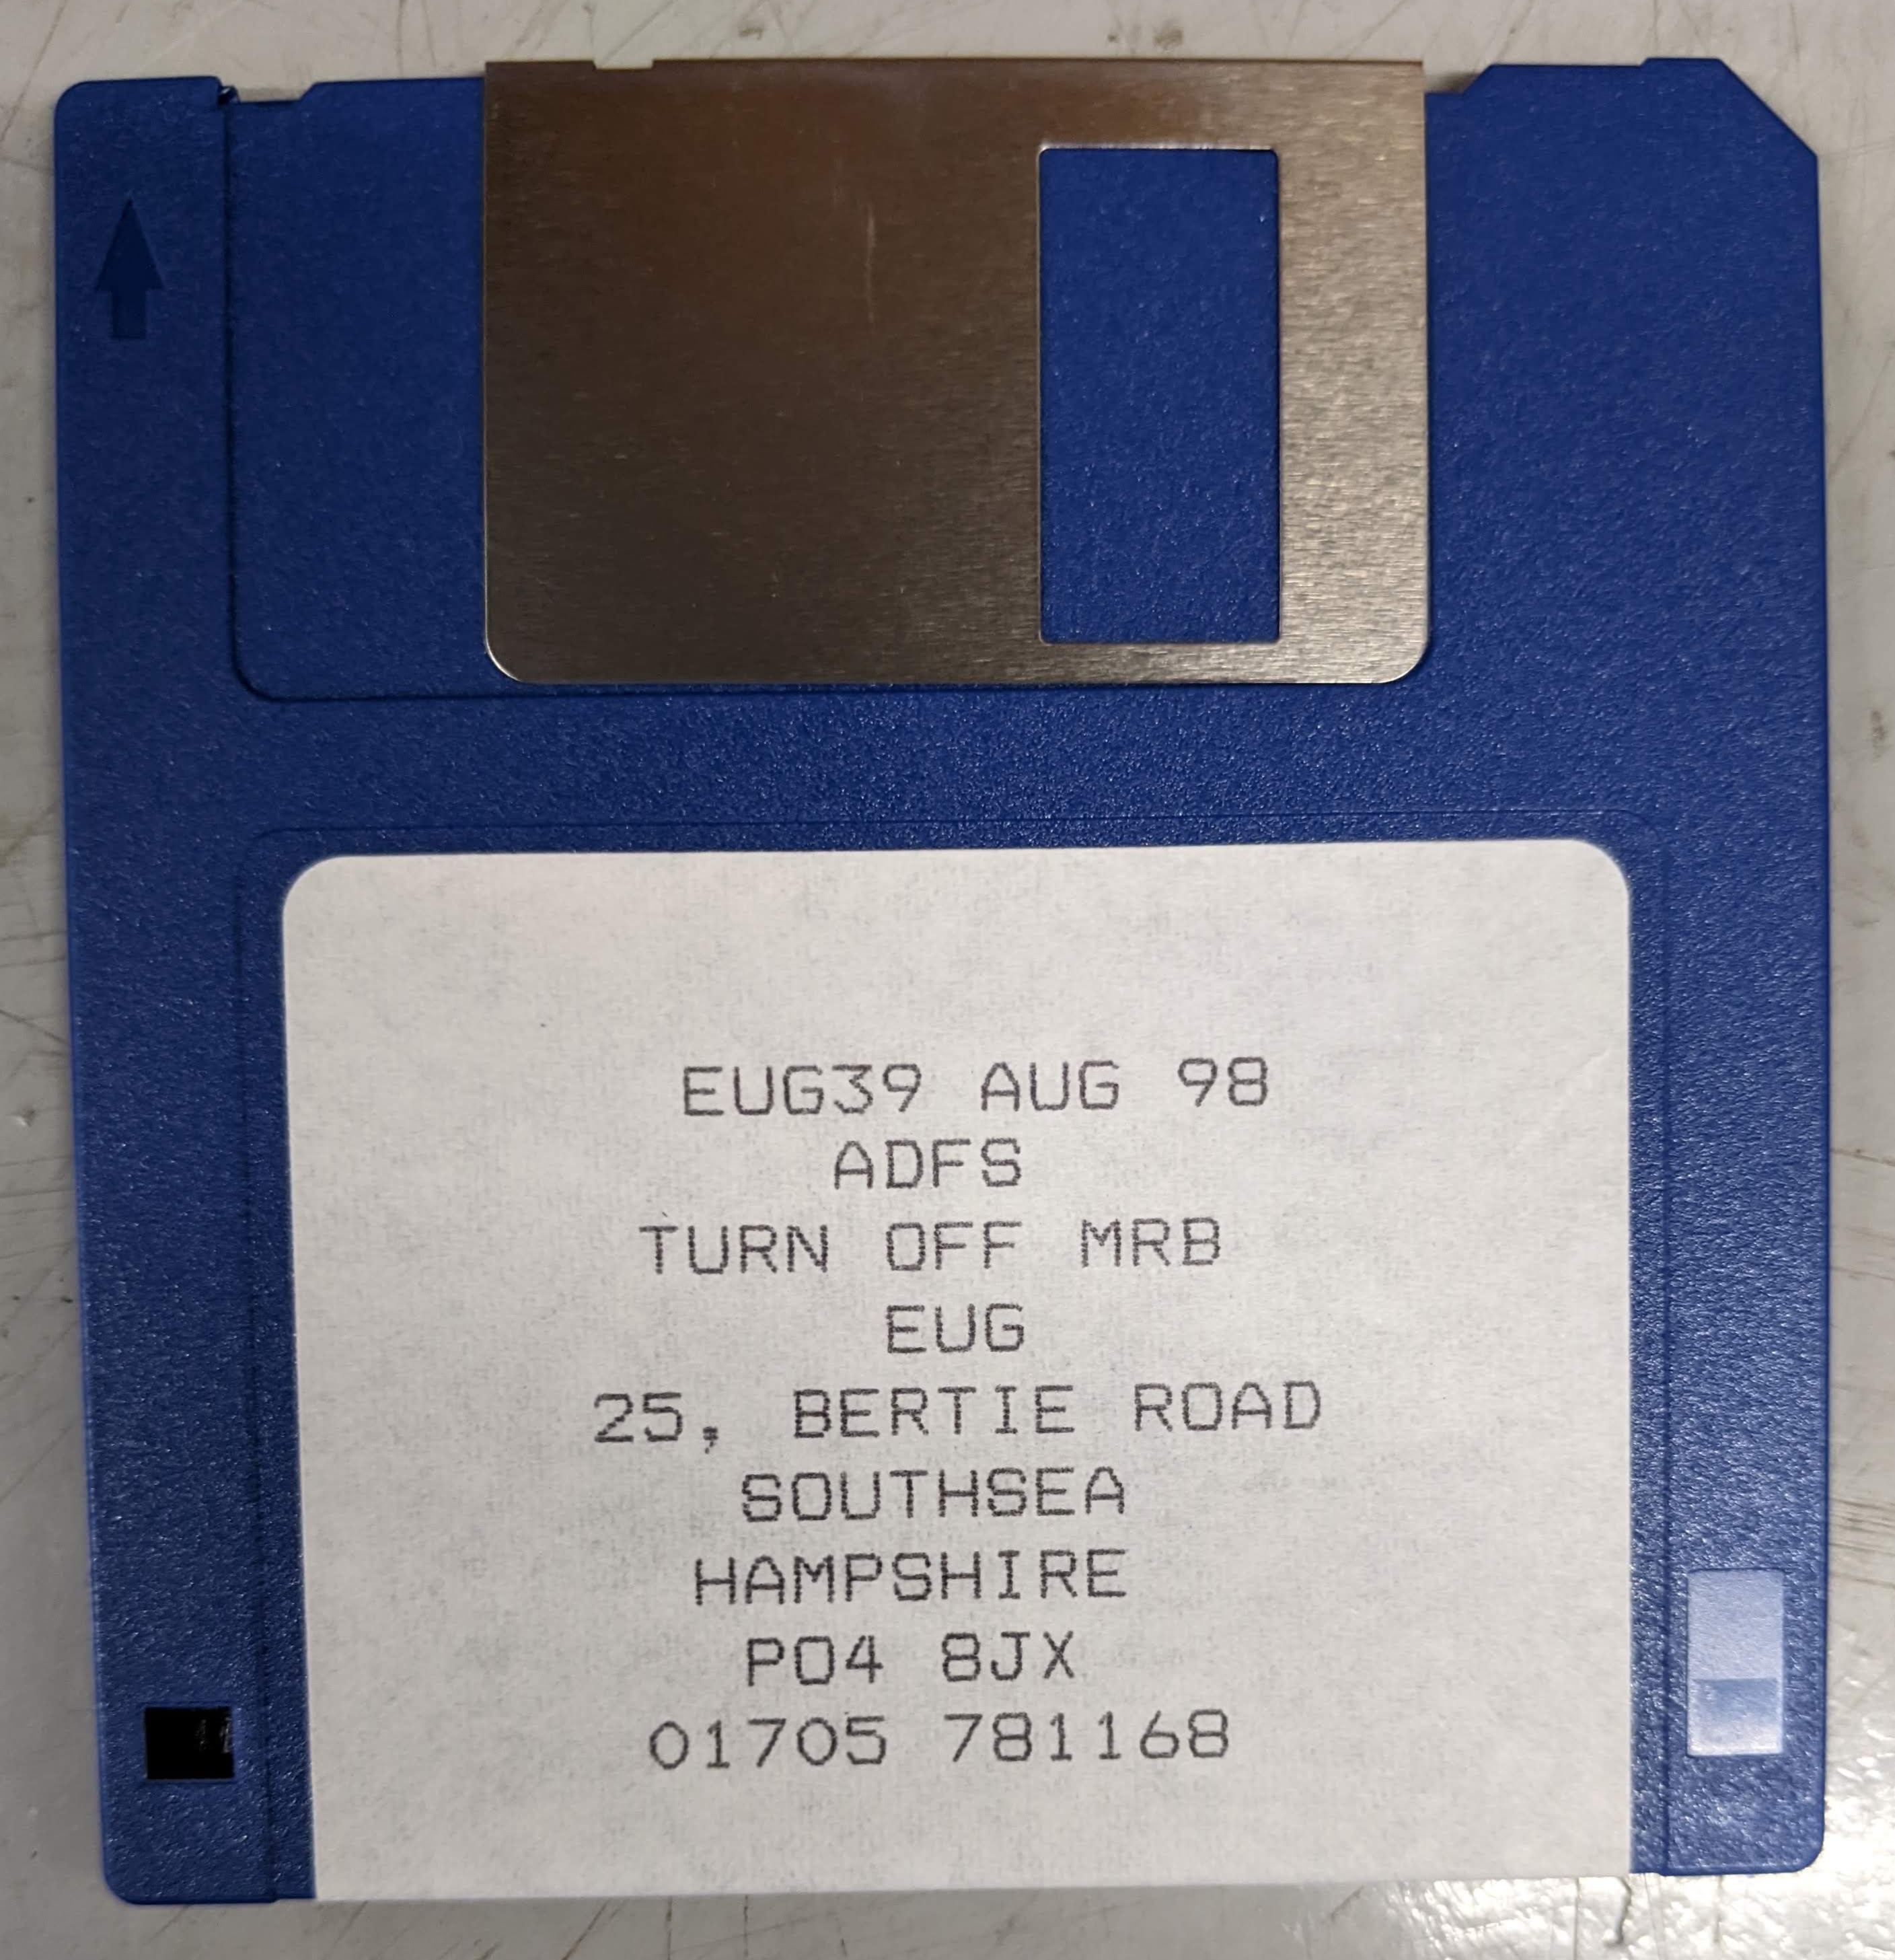 EUG39 AUG 98
ADFS
TURN OFF MRB
EUG
25, BERTIE ROAD
SOUTHSEA
HAMPSHIRE
PO4 8JX
01705 781168